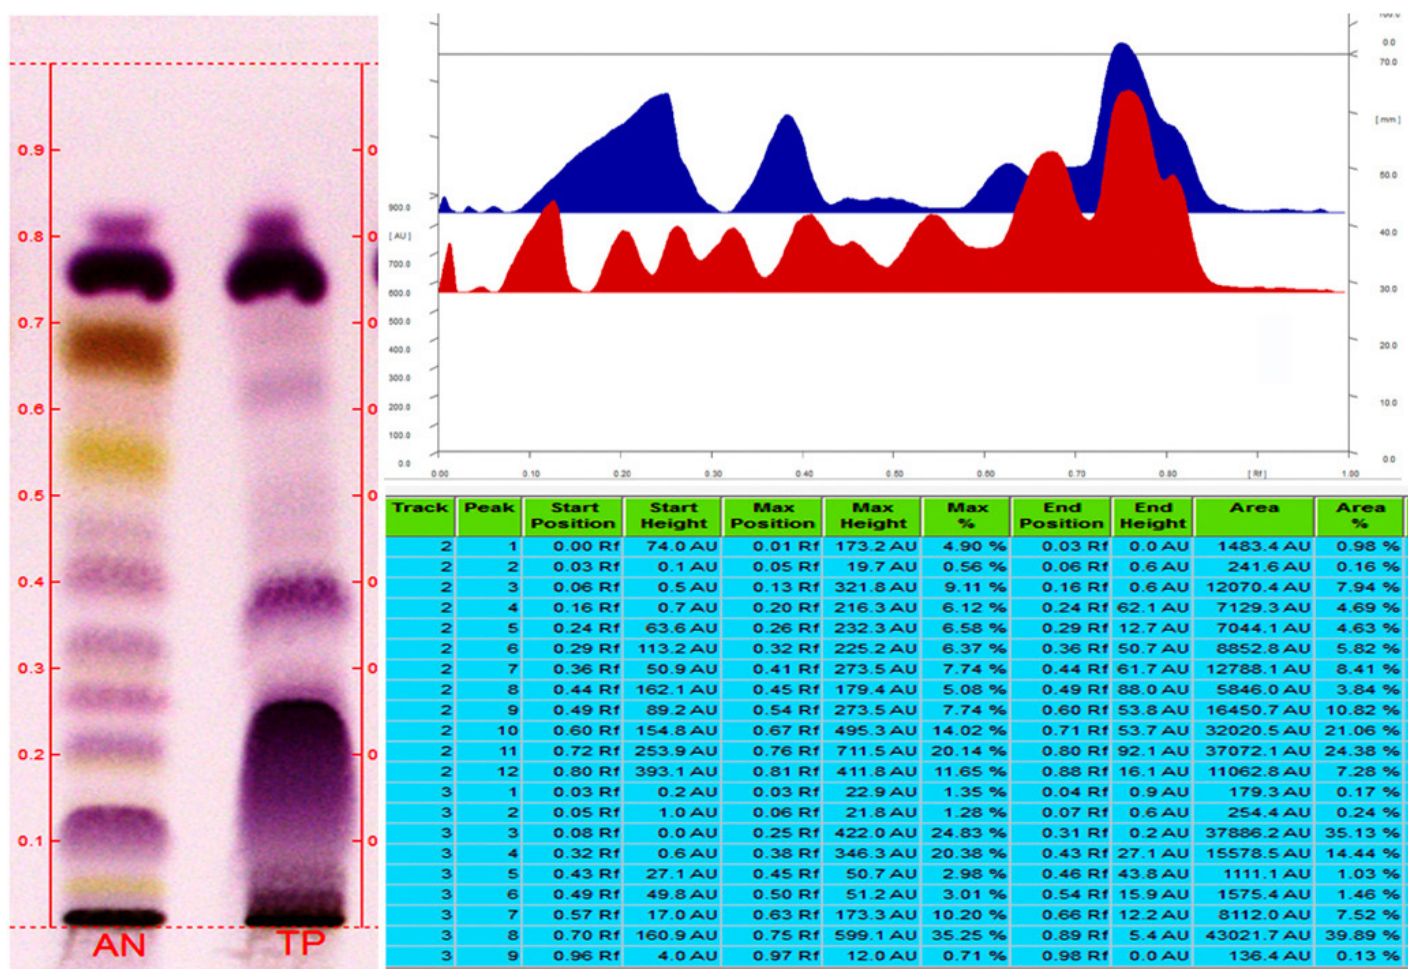 0.9
0.8
0.7
0.6
0.5
0.4
0.3
0.2
0.1
AN TP
900.0
[ AU ]
700.0
600.0
500.0
400.0
300.0
200.0
100.0
0.0
0.0
70.0
[ mm ]
50.0
40.0
30.0
20.0
10.0
0.0
0.00 0.10 0.20 0.30 0.40 0.50 0.60 0.70 0.80 [ Rf ] 1.00
Track Peak Start Position Start Height Max Position Max Height Max % End Position End Height Area Area %
2 1 0.00 Rf 74.0 AU 0.01 Rf 173.2 AU 4.90 % 0.03 Rf 0.0 AU 1483.4 AU 0.98 %
2 2 0.03 Rf 0.1 AU 0.05 Rf 19.7 AU 0.56 % 0.06 Rf 0.6 AU 241.6 AU 0.16 %
2 3 0.06 Rf 0.5 AU 0.13 Rf 321.8 AU 9.11 % 0.16 Rf 0.6 AU 12070.4 AU 7.94 %
2 4 0.16 Rf 0.7 AU 0.20 Rf 216.3 AU 6.12 % 0.24 Rf 62.1 AU 7129.3 AU 4.69 %
2 5 0.24 Rf 63.6 AU 0.26 Rf 232.3 AU 6.58 % 0.29 Rf 12.7 AU 7044.1 AU 4.63 %
2 6 0.29 Rf 113.2 AU 0.32 Rf 225.2 AU 6.37 % 0.36 Rf 50.7 AU 8852.8 AU 5.82 %
2 7 0.36 Rf 50.9 AU 0.41 Rf 273.5 AU 7.74 % 0.44 Rf 61.7 AU 12788.1 AU 8.41 %
2 8 0.44 Rf 162.1 AU 0.45 Rf 179.4 AU 5.08 % 0.49 Rf 88.0 AU 5846.0 AU 3.84 %
2 9 0.49 Rf 89.2 AU 0.54 Rf 273.5 AU 7.74 % 0.60 Rf 53.8 AU 16450.7 AU 10.82 %
2 10 0.60 Rf 154.8 AU 0.67 Rf 495.3 AU 14.02 % 0.71 Rf 53.7 AU 32020.5 AU 21.06 %
2 11 0.72 Rf 253.9 AU 0.76 Rf 711.5 AU 20.14 % 0.80 Rf 92.1 AU 37072.1 AU 24.38 %
2 12 0.80 Rf 393.1 AU 0.81 Rf 411.8 AU 11.65 % 0.88 Rf 16.1 AU 11062.8 AU 7.28 %
3 1 0.03 Rf 0.2 AU 0.03 Rf 22.9 AU 1.35 % 0.04 Rf 0.9 AU 179.3 AU 0.17 %
3 2 0.05 Rf 1.0 AU 0.06 Rf 21.8 AU 1.28 % 0.07 Rf 0.6 AU 254.4 AU 0.24 %
3 3 0.08 Rf 0.0 AU 0.25 Rf 422.0 AU 24.83 % 0.31 Rf 0.2 AU 37886.2 AU 35.13 %
3 4 0.32 Rf 0.6 AU 0.38 Rf 346.3 AU 20.38 % 0.43 Rf 27.1 AU 15578.5 AU 14.44 %
3 5 0.43 Rf 27.1 AU 0.45 Rf 50.7 AU 2.98 % 0.46 Rf 43.8 AU 1111.1 AU 1.03 %
3 6 0.49 Rf 49.8 AU 0.50 Rf 51.2 AU 3.01 % 0.54 Rf 15.9 AU 1575.4 AU 1.46 %
3 7 0.57 Rf 17.0 AU 0.63 Rf 173.3 AU 10.20 % 0.66 Rf 12.2 AU 8112.0 AU 7.52 %
3 8 0.70 Rf 160.9 AU 0.75 Rf 599.1 AU 35.25 % 0.89 Rf 5.4 AU 43021.7 AU 39.89 %
3 9 0.96 Rf 4.0 AU 0.97 Rf 12.0 AU 0.71 % 0.98 Rf 0.0 AU 136.4 AU 0.13 %